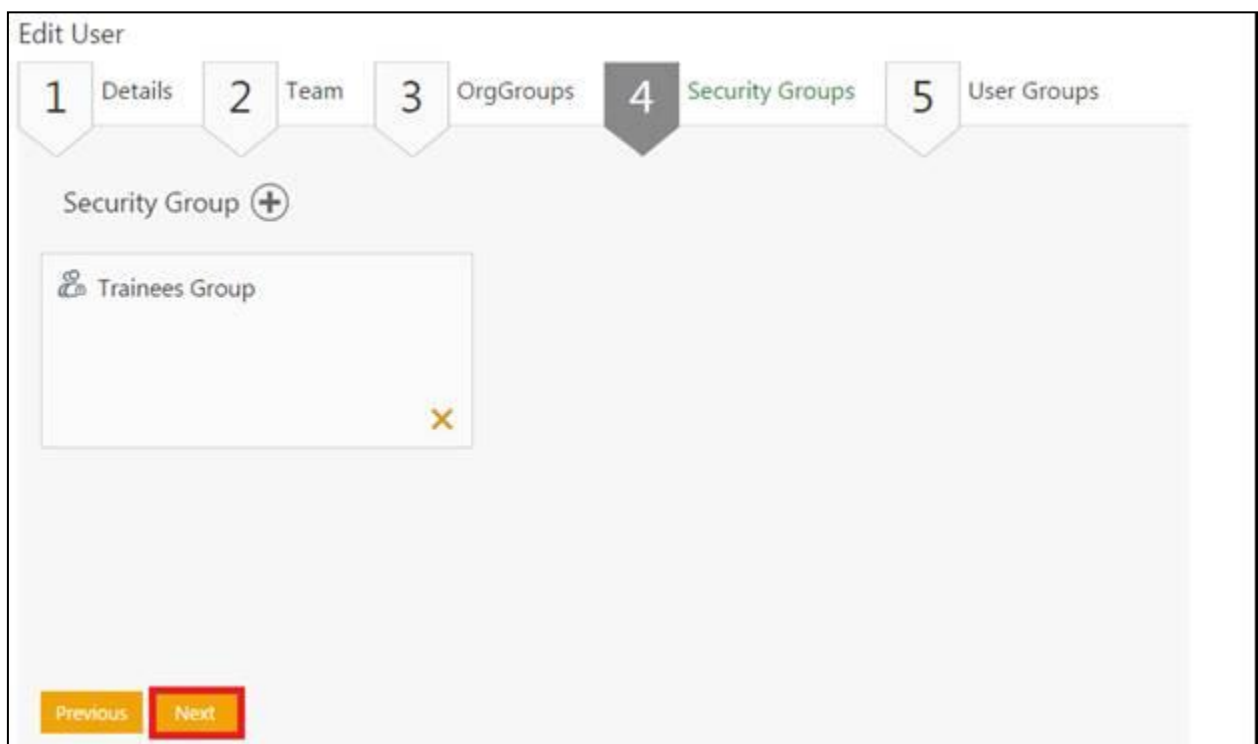 Edit User
1 Details 2 Team 3 OrgGroups 4 Security Groups 5 User Groups
Security Group
Trainees Group
Previous Next